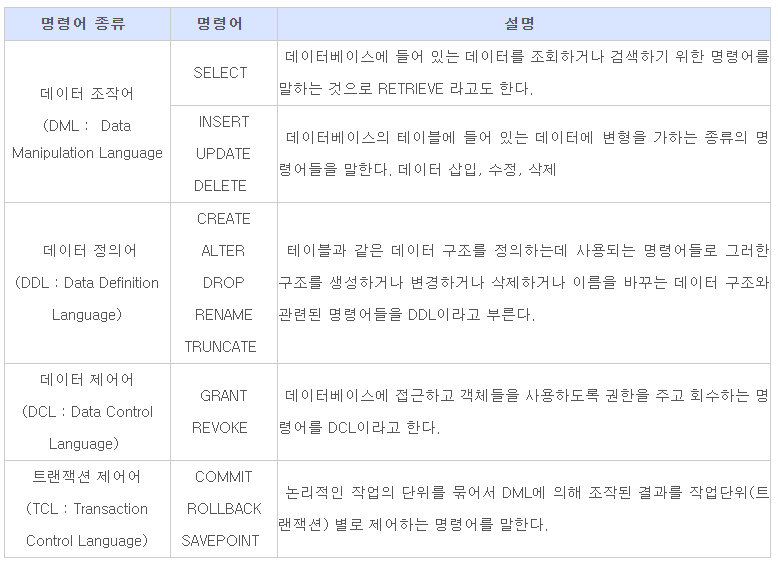 명령어 종류
명령어
설명
데이터 조작어
(DML : Data
Manipulation Language
SELECT
데이터베이스에 들어 있는 데이터를 조회하거나 검색하기 위한 명령어를
말하는 것으로 RETRIEVE 라고도 한다.
INSERT
UPDATE
DELETE
데이터베이스의 테이블에 들어 있는 데이터에 변형을 가하는 종류의 명
령어들을 말한다. 데이터 삽입, 수정, 삭제
데이터 정의어
(DDL : Data Definition
Language)
CREATE
ALTER
DROP
RENAME
TRUNCATE
테이블과 같은 데이터 구조를 정의하는데 사용되는 명령어들로 그러한
구조를 생성하거나 변경하거나 삭제하거나 이름을 바꾸는 데이터 구조와
관련된 명령어들을 DDL이라고 부른다.
데이터 제어어
(DCL : Data Control
Language)
GRANT
REVOKE
데이터베이스에 접근하고 객체들을 사용하도록 권한을 주고 회수하는 명
령어를 DCL이라고 한다.
트랜잭션 제어어
(TCL : Transaction
Control Language)
COMMIT
ROLLBACK
SAVEPOINT
논리적인 작업의 단위를 묶어서 DML에 의해 조작된 결과를 작업단위(트
랜잭션) 별로 제어하는 명령어를 말한다.